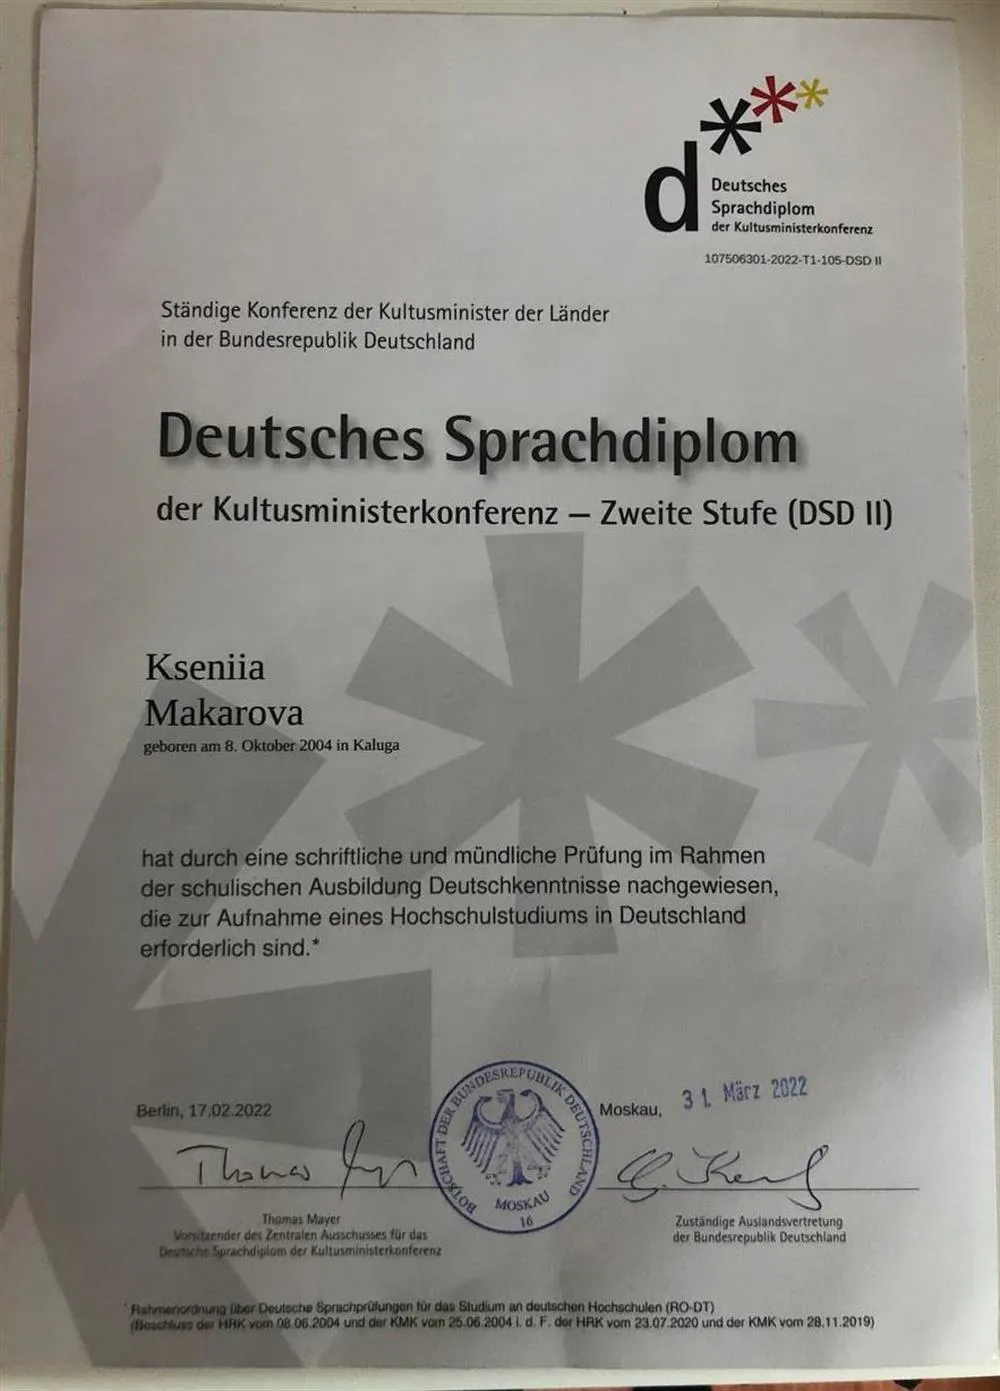 d
Deutsches
Sprachdiplom
der Kultusministerkonferenz
107506301-2022-T1-105-DSD II
Ständige Konferenz der Kultusminister der Länder
in der Bundesrepublik Deutschland
Deutsches Sprachdiplom
der Kultusministerkonferenz – Zweite Stufe (DSD II)
Kseniia
Makarova
geboren am 8. Oktober 2004 in Kaluga
hat durch eine schriftliche und mündliche Prüfung im Rahmen
der schulischen Ausbildung Deutschkenntnisse nachgewiesen,
die zur Aufnahme eines Hochschulstudiums in Deutschland
erforderlich sind.*
Berlin, 17.02.2022
BOTSCHAFT DER BUNDESREPUBLIK DEUTSCHLAND
MOSKAU
16
Moskau, 31. März 2022
Thomas
Thomas Mayer
Vorsitzender des Zentralen Ausschusses für das
Deutsche Sprachdiplom der Kultusministerkonferenz
Zuständige Auslandsvertretung
der Bundesrepublik Deutschland
* Rahmenordnung über Deutsche Sprachprüfungen für das Studium an deutschen Hochschulen (RO-DT)
(Beschluss der HRK vom 08.06.2004 und der KMK vom 25.06.2004 i. d. F. der HRK vom 23.07.2020 und der KMK vom 28.11.2019)